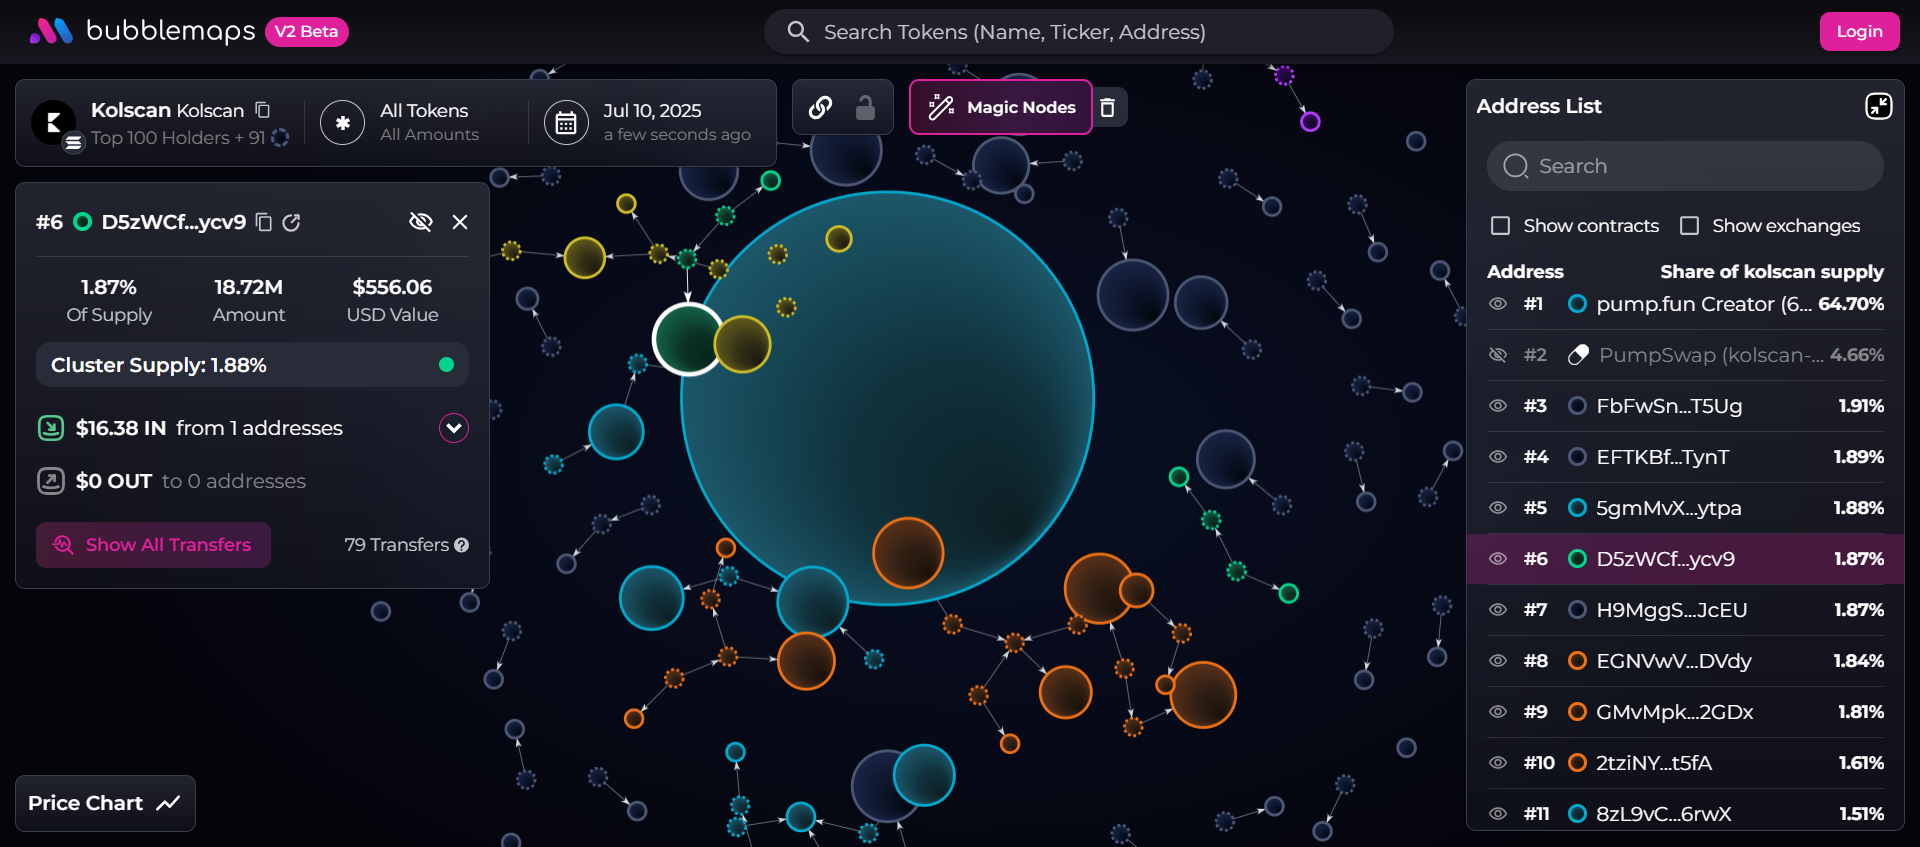 bubblemaps V2 Beta
Search Tokens (Name, Ticker, Address)
Login
Kolscan Kolscan
Top 100 Holders + 91
All Tokens
All Amounts
Jul 10, 2025
a few seconds ago
Magic Nodes
#6 D5zWCf...ycv9
1.87% 18.72M $556.06
Of Supply Amount USD Value
Cluster Supply: 1.88%
$16.38 IN from 1 addresses
$0 OUT to 0 addresses
Show All Transfers 79 Transfers
Price Chart
Address List
Search
Show contracts Show exchanges
Address Share of kolscan supply
#1 pump.fun Creator (6... 64.70%
#2 PumpSwap (kolscan-... 4.66%
#3 FbFwSn...T5Ug 1.91%
#4 EFTKBf...TynT 1.89%
#5 5gmMvX...ytpa 1.88%
#6 D5zWCf...ycv9 1.87%
#7 H9MggS...JcEU 1.87%
#8 EGNVwV...DVdy 1.84%
#9 GMvMpk...2GDx 1.81%
#10 2tziNY...t5fA 1.61%
#11 8zL9vC...6rwX 1.51%